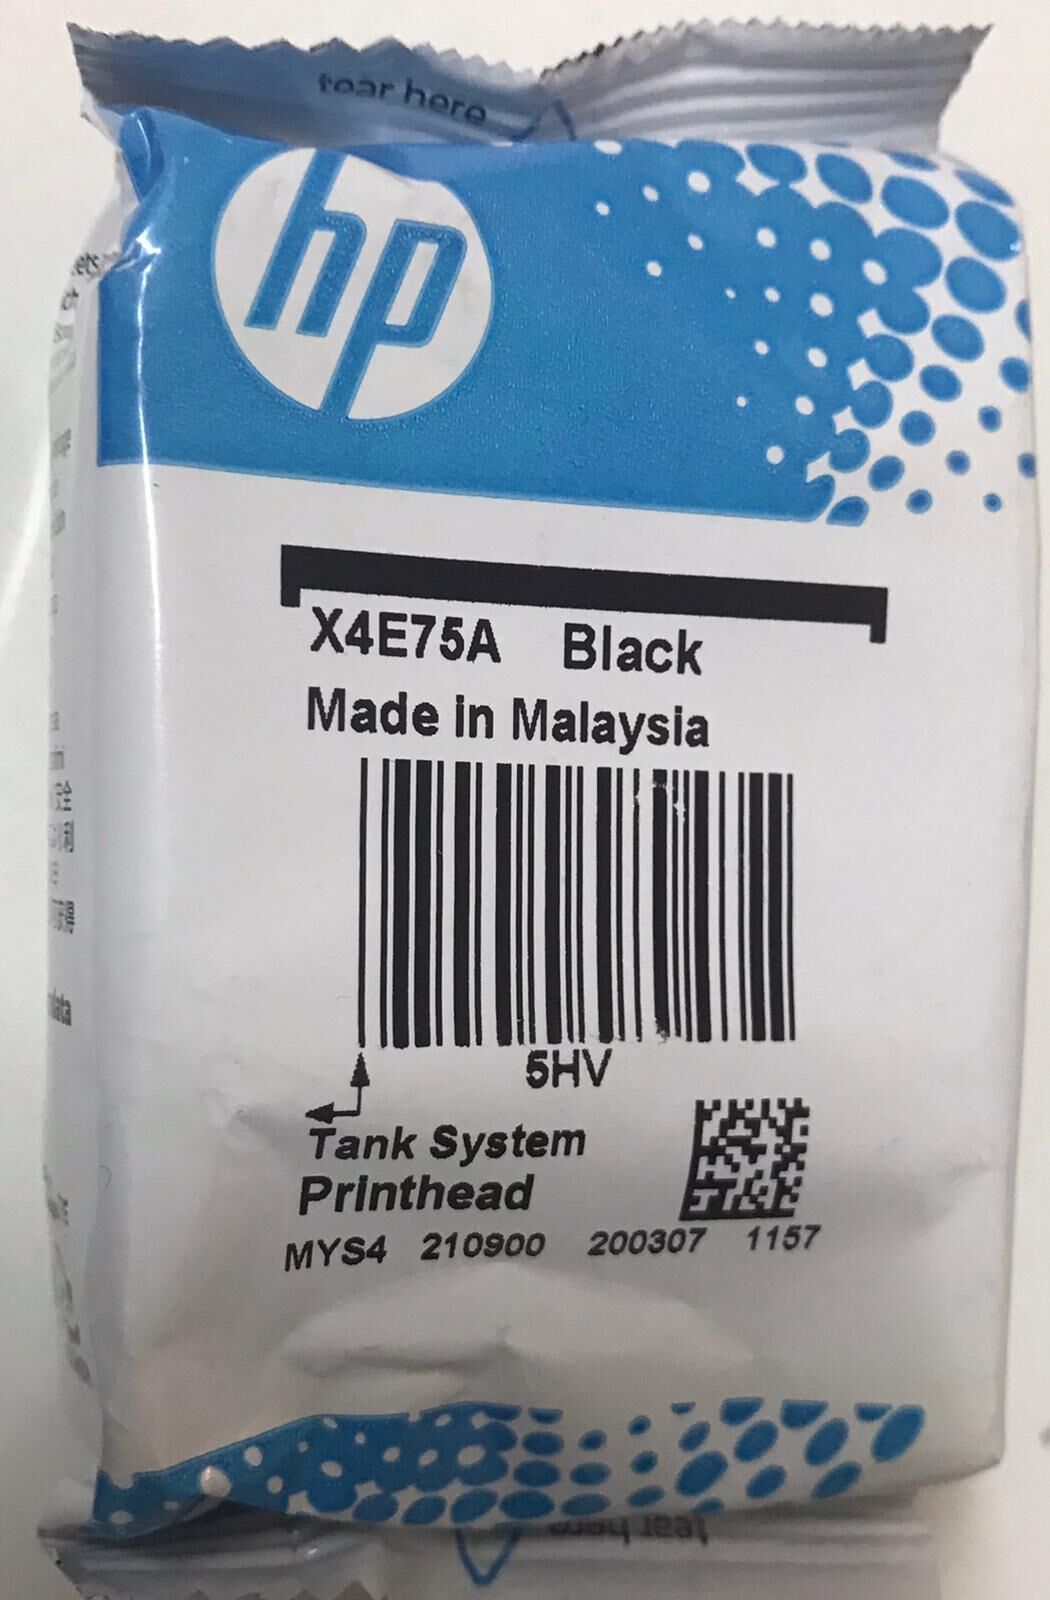 tear here
hp
X4E75A Black
Made in Malaysia
5HV
Tank System
Printhead
MYS4 210900 200307 1157
tear here